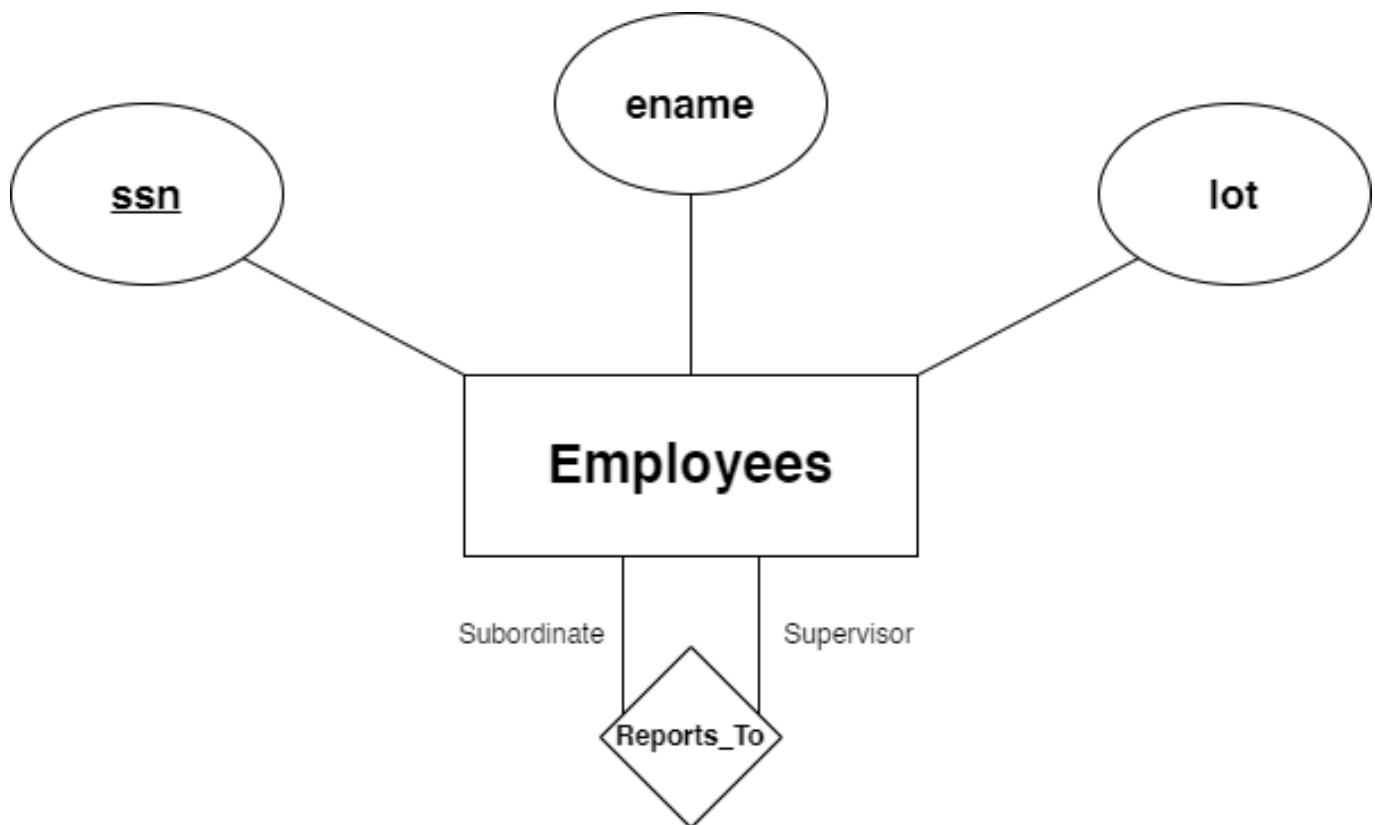 ename
ssn
lot
Employees
Subordinate
Supervisor
Reports_To